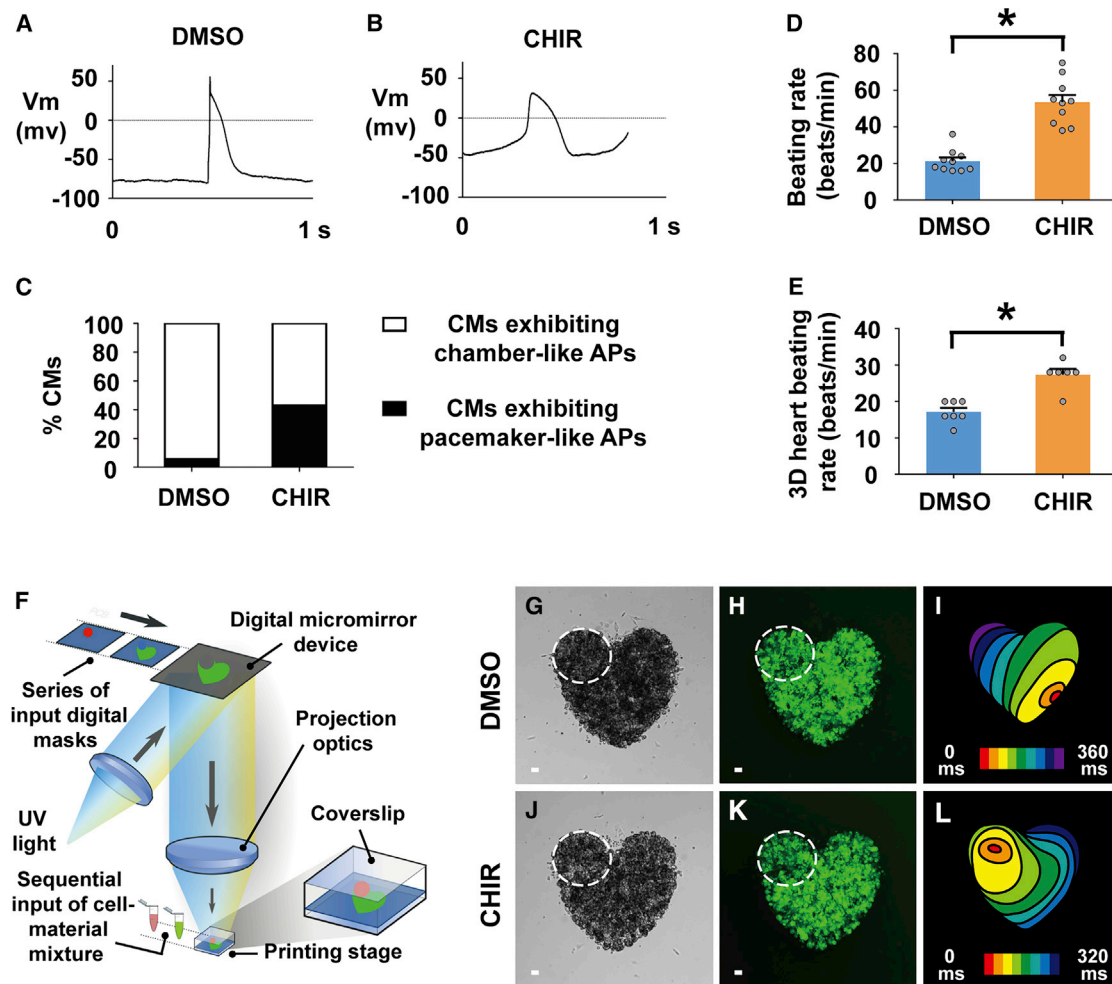 A
DMSO
50
0
-50
-100
Vm
(mv)
0
1 s
B
CHIR
50
0
-50
-100
Vm
(mv)
0
1 s
D
*
80
60
40
20
0
Beating rate
(beats/min)
DMSO
CHIR
C
100
80
60
40
20
0
% CMs
DMSO
CHIR
CMs exhibiting
chamber-like APs
CMs exhibiting
pacemaker-like APs
E
*
40
30
20
10
0
3D heart beating
rate (beats/min)
DMSO
CHIR
F
Digital micromirror
device
Series of
input digital
masks
Projection
optics
UV
light
Coverslip
Sequential
input of cell-
material
mixture
Printing stage
DMSO
G
H
I
0
ms
360
ms
CHIR
J
K
L
0
ms
320
ms